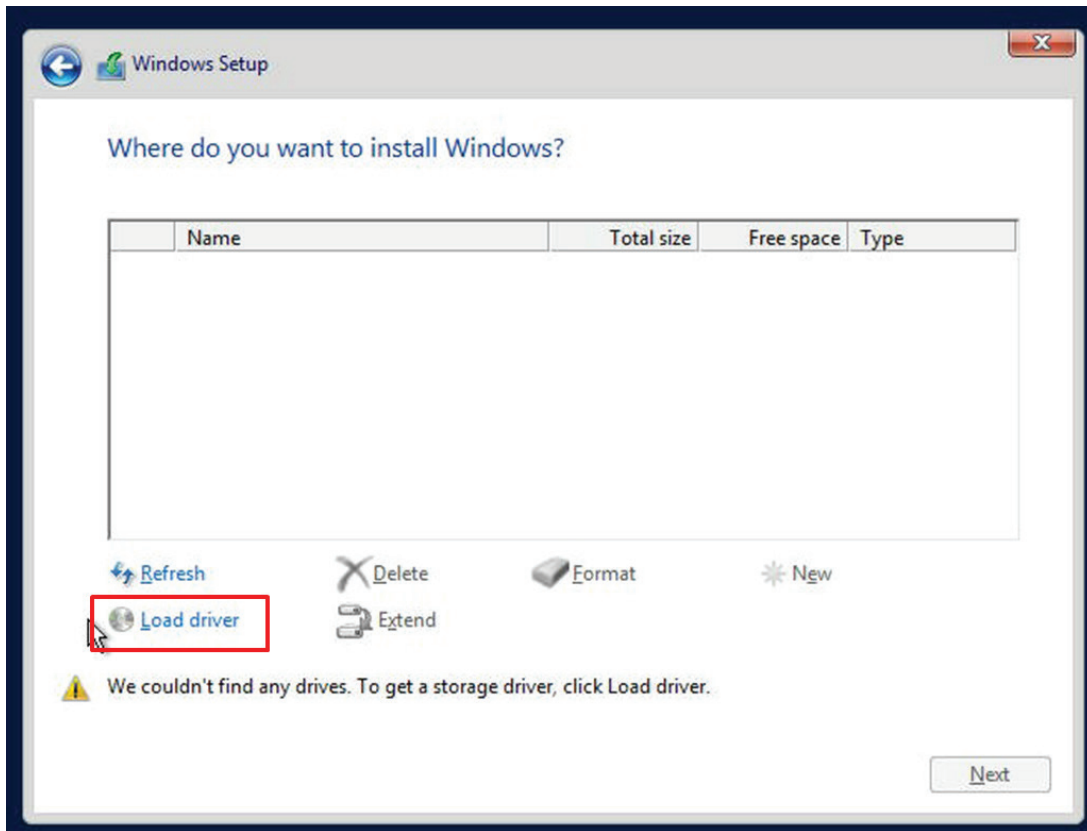 Windows Setup
Where do you want to install Windows?
Name Total size Free space Type
Refresh Delete Format New
Load driver Extend
We couldn't find any drives. To get a storage driver, click Load driver.
Next